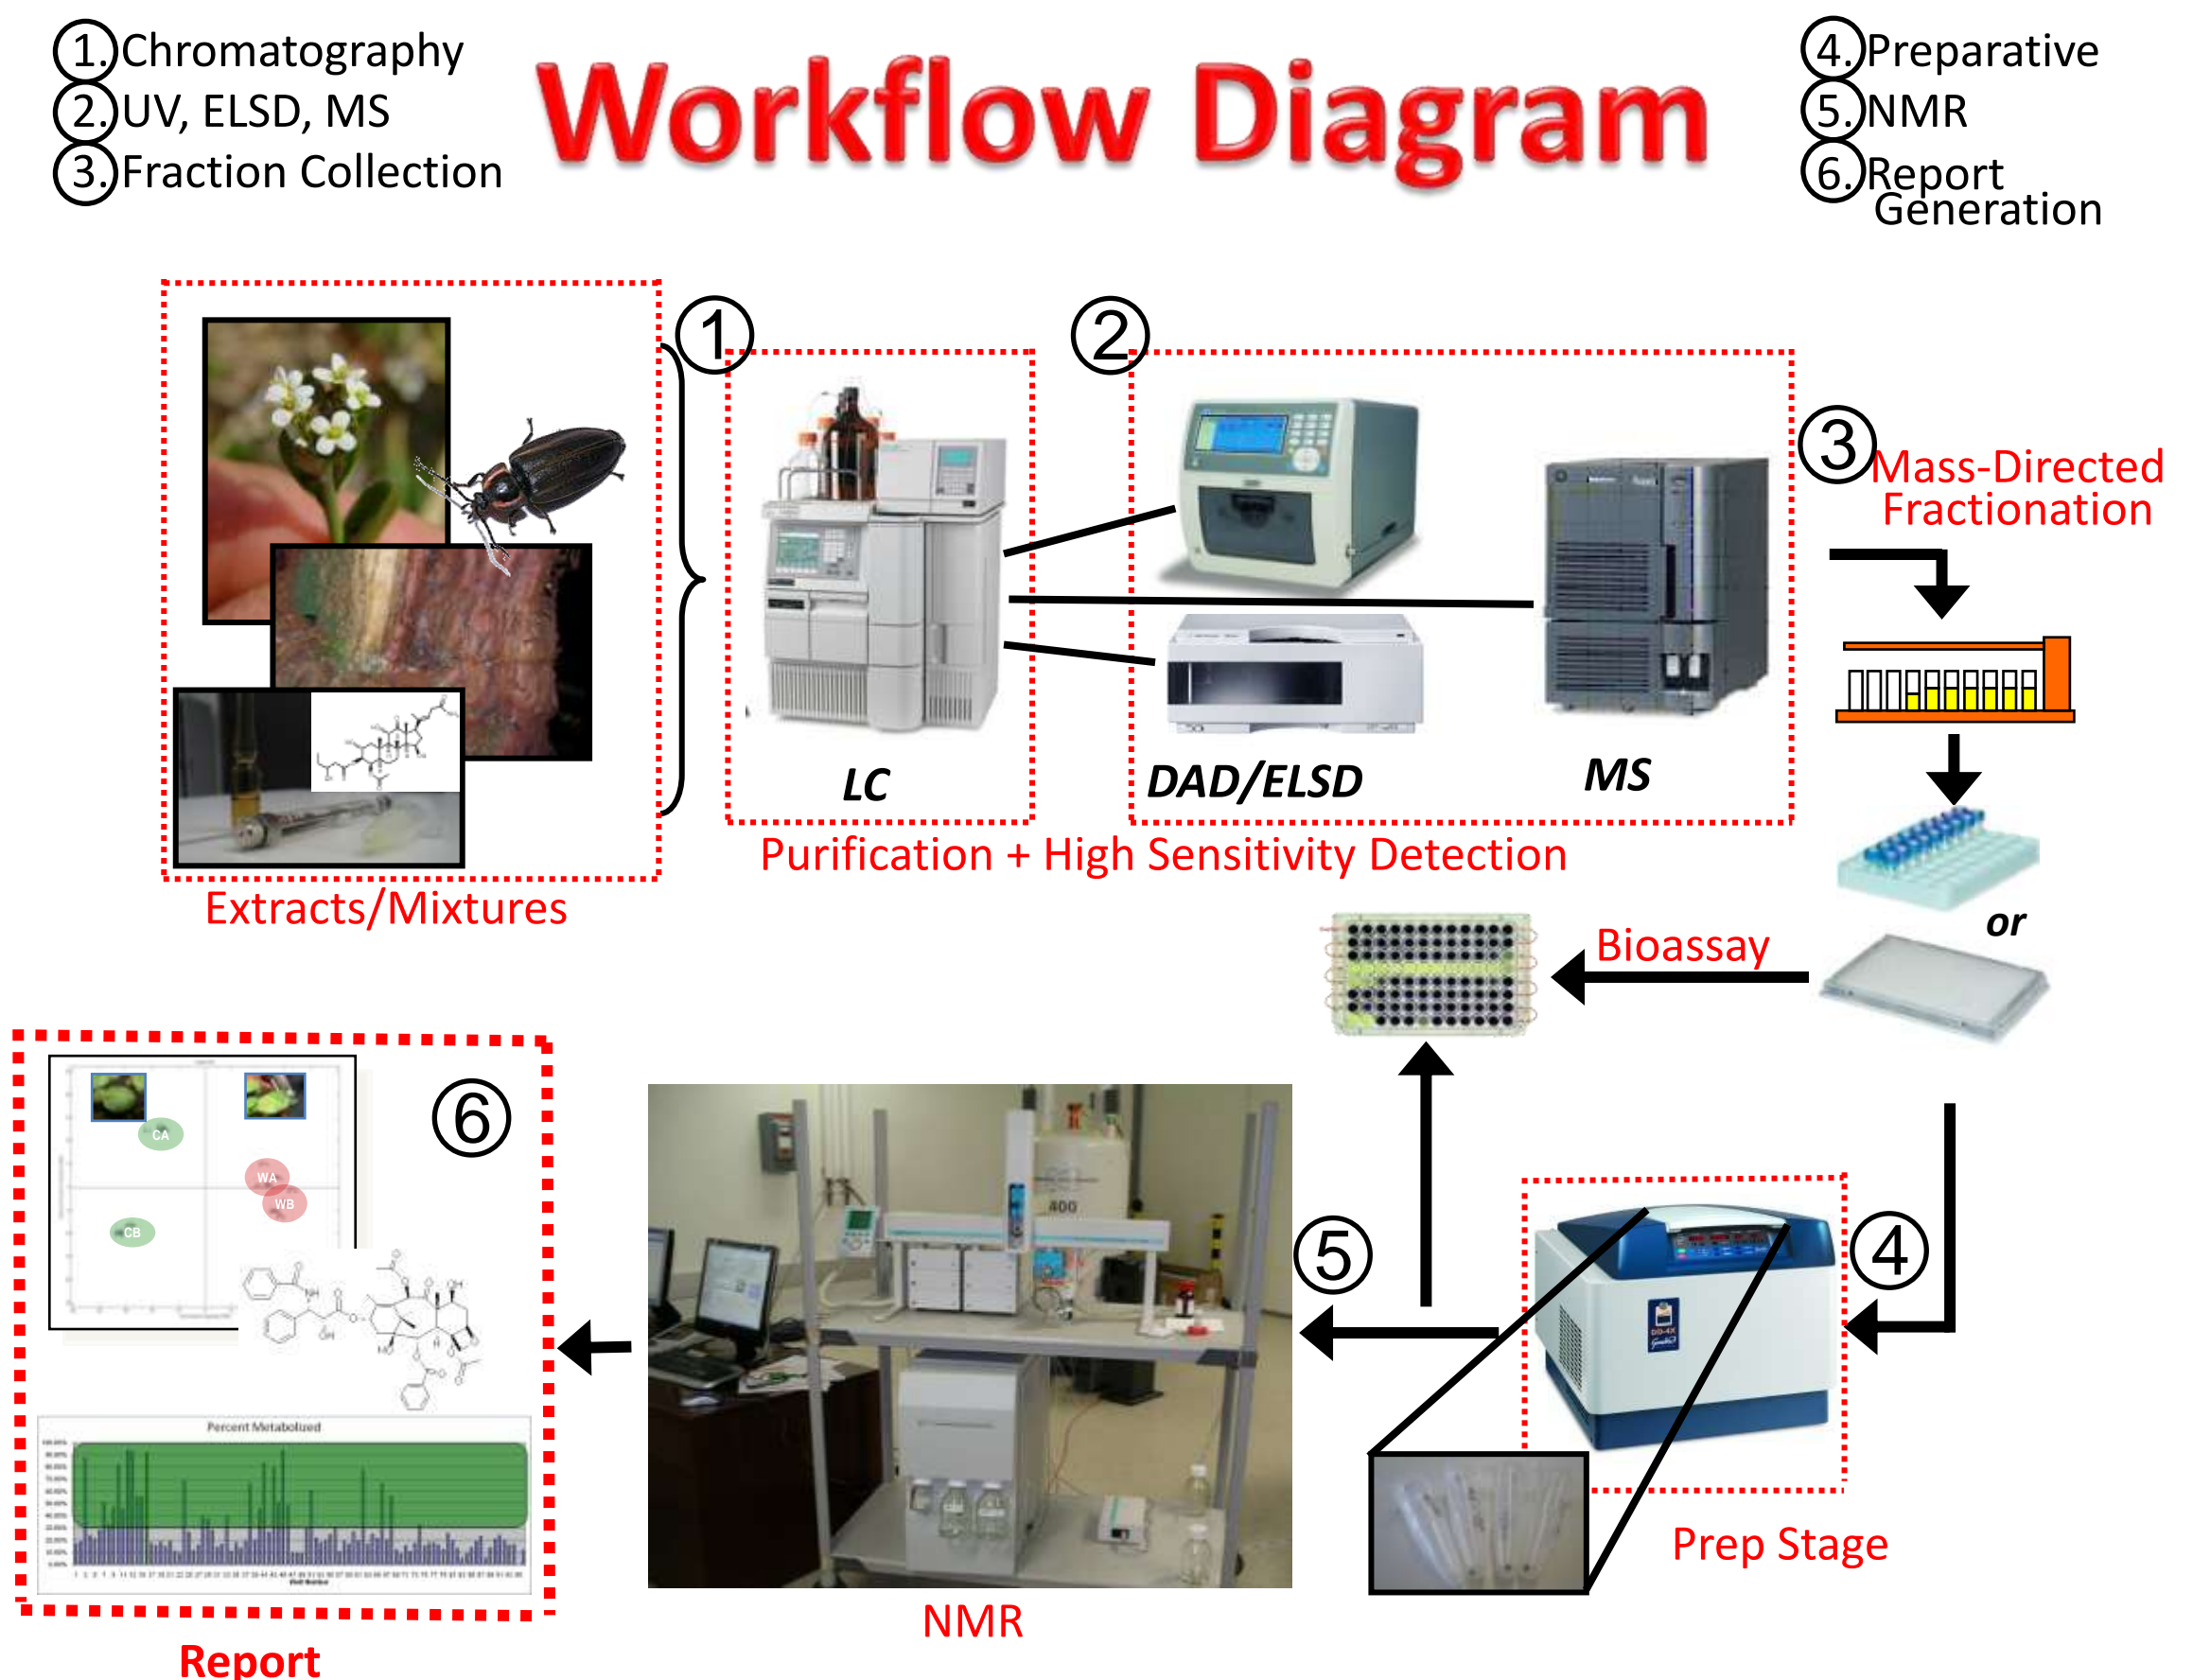 1. Chromatography
2. UV, ELSD, MS
3. Fraction Collection
Workflow Diagram
4. Preparative
5. NMR
6. Report
Generation
1
2
3
Mass-Directed
Fractionation
LC
DAD/ELSD
MS
Purification + High Sensitivity Detection
Extracts/Mixtures
or
Bioassay
6
CA
WA
WB
CB
400
5
4
DD-4X
Percent Metabolized
Prep Stage
NMR
Report